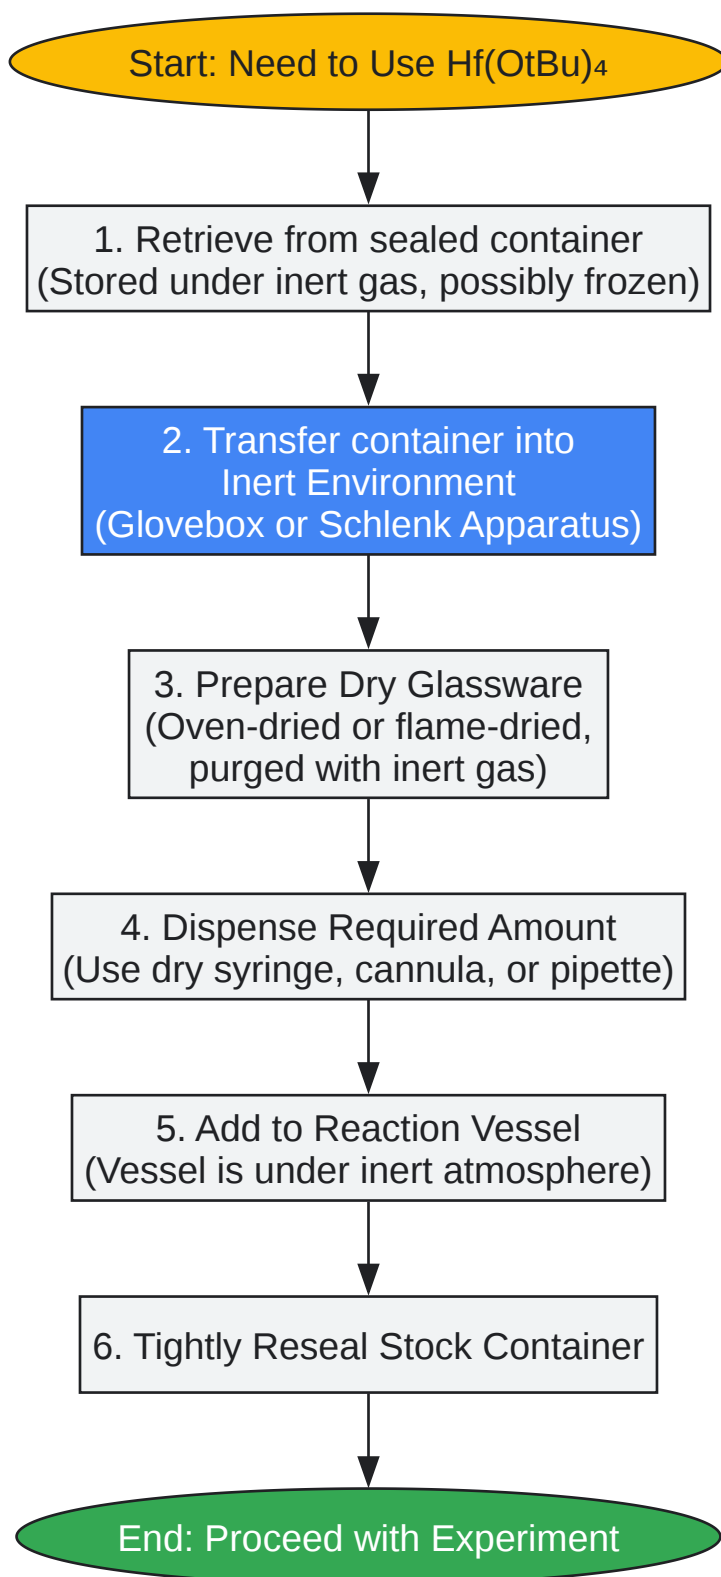 Start: Need to Use Hf(OtBu)₄
1. Retrieve from sealed container
(Stored under inert gas, possibly frozen)
2. Transfer container into
Inert Environment
(Glovebox or Schlenk Apparatus)
3. Prepare Dry Glassware
(Oven-dried or flame-dried,
purged with inert gas)
4. Dispense Required Amount
(Use dry syringe, cannula, or pipette)
5. Add to Reaction Vessel
(Vessel is under inert atmosphere)
6. Tightly Reseal Stock Container
End: Proceed with Experiment